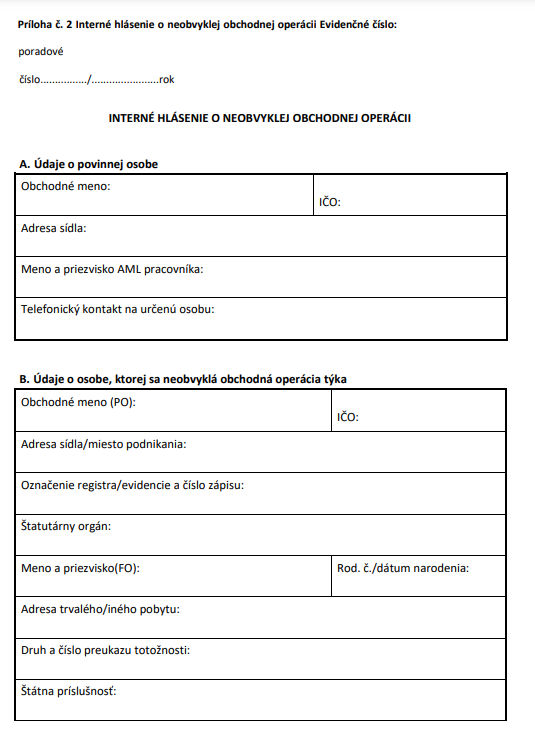 Príloha č. 2 Interné hlásenie o neobvyklej obchodnej operácii Evidenčné číslo:
poradové
číslo................/.......................rok
INTERNÉ HLÁSENIE O NEOBVYKLEJ OBCHODNEJ OPERÁCII
A. Údaje o povinnej osobe
Obchodné meno:
IČO:
Adresa sídla:
Meno a priezvisko AML pracovníka:
Telefonický kontakt na určenú osobu:
B. Údaje o osobe, ktorej sa neobvyklá obchodná operácia týka
Obchodné meno (PO):
IČO:
Adresa sídla/miesto podnikania:
Označenie registra/evidencie a číslo zápisu:
Štatutárny orgán:
Meno a priezvisko(FO):
Rod. č./dátum narodenia:
Adresa trvalého/iného pobytu:
Druh a číslo preukazu totožnosti:
Štátna príslušnosť: